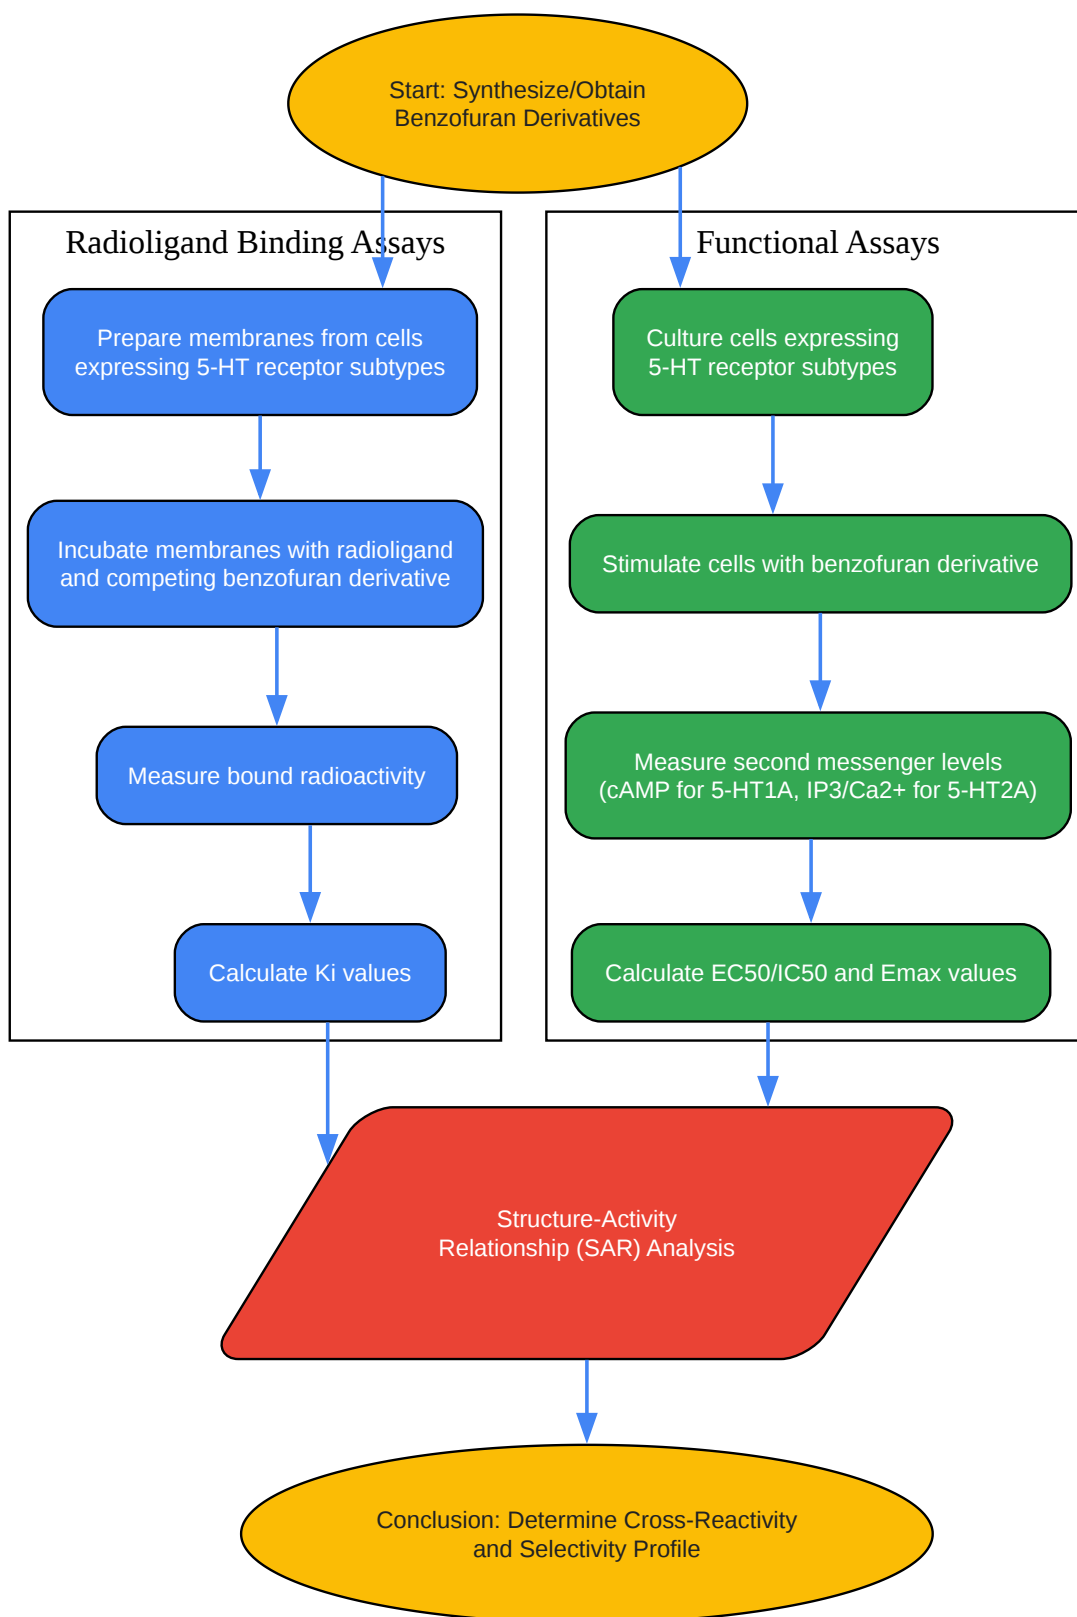 Start: Synthesize/Obtain
Benzofuran Derivatives
Radioligand Binding Assays
Prepare membranes from cells
expressing 5-HT receptor subtypes
Incubate membranes with radioligand
and competing benzofuran derivative
Measure bound radioactivity
Calculate Ki values
Functional Assays
Culture cells expressing
5-HT receptor subtypes
Stimulate cells with benzofuran derivative
Measure second messenger levels
(cAMP for 5-HT1A, IP3/Ca2+ for 5-HT2A)
Calculate EC50/IC50 and Emax values
Structure-Activity
Relationship (SAR) Analysis
Conclusion: Determine Cross-Reactivity
and Selectivity Profile